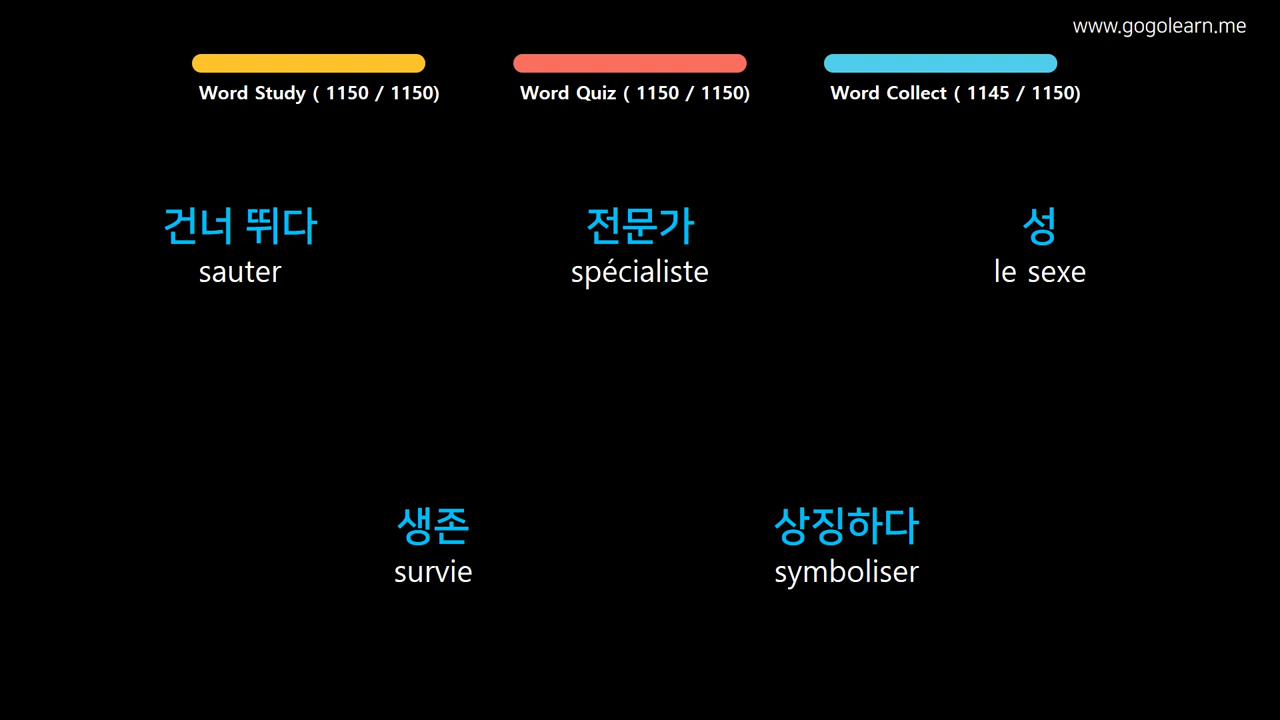 www.gogolearn.me
Word Study ( 1150 / 1150)
Word Quiz ( 1150 / 1150)
Word Collect ( 1145 / 1150)
건너 뛰다
sauter
전문가
spécialiste
성
le sexe
생존
survie
상징하다
symboliser